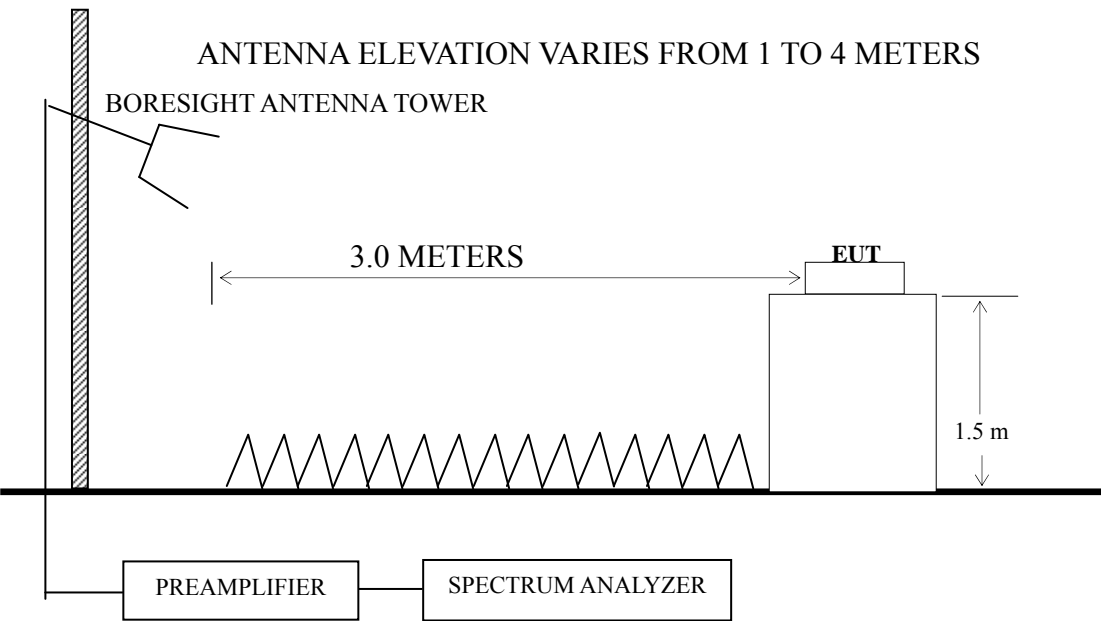 ANTENNA ELEVATION VARIES FROM 1 TO 4 METERS
BORESIGHT ANTENNA TOWER
3.0 METERS
EUT
1.5 m
PREAMPLIFIER
SPECTRUM ANALYZER